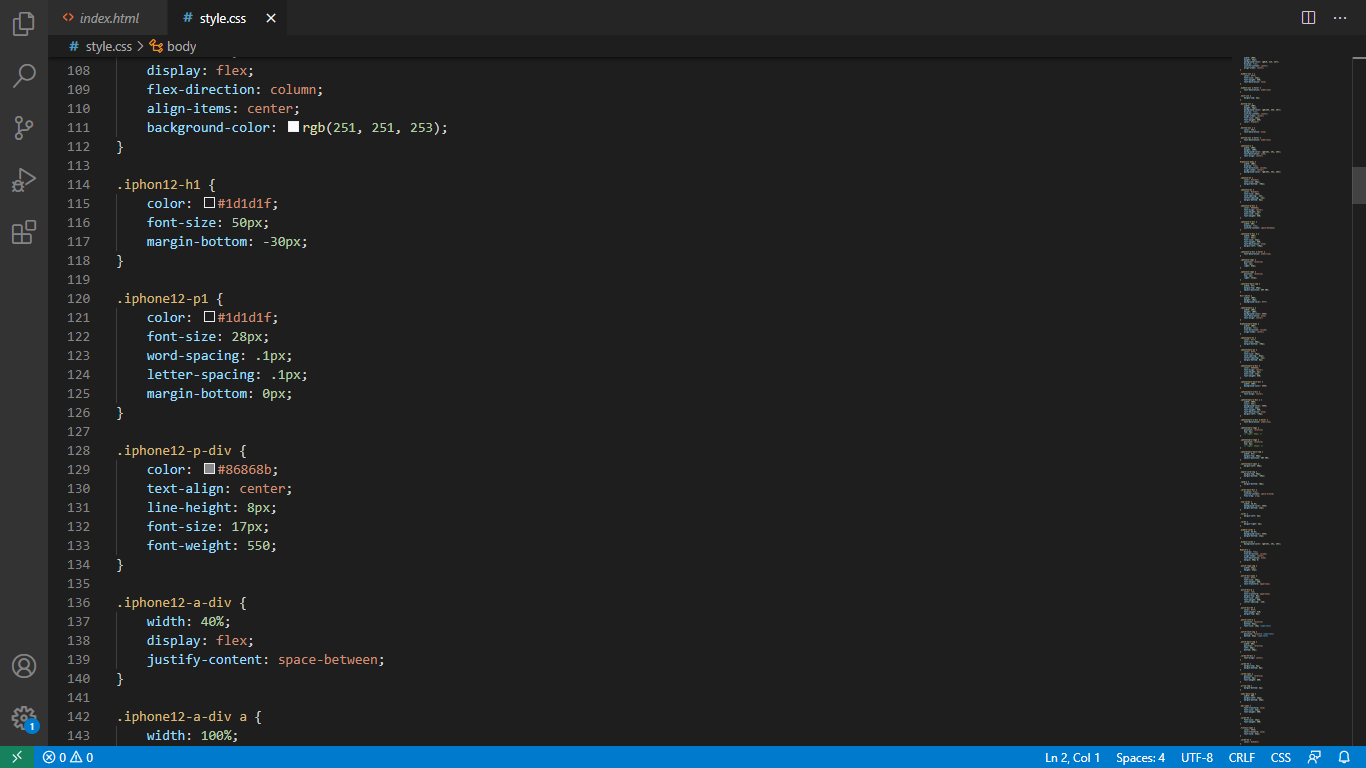 index.html
style.css
style.css
body
108 display: flex;
109 flex-direction: column;
110 align-items: center;
111 background-color: rgb(251, 251, 253);
112 }
113
114 .iphon12-h1 {
115 color: #1d1d1f;
116 font-size: 50px;
117 margin-bottom: -30px;
118 }
119
120 .iphone12-p1 {
121 color: #1d1d1f;
122 font-size: 28px;
123 word-spacing: .1px;
124 letter-spacing: .1px;
125 margin-bottom: 0px;
126 }
127
128 .iphone12-p-div {
129 color: #86868b;
130 text-align: center;
131 line-height: 8px;
132 font-size: 17px;
133 font-weight: 550;
134 }
135
136 .iphone12-a-div {
137 width: 40%;
138 display: flex;
139 justify-content: space-between;
140 }
141
142 .iphone12-a-div a {
143 width: 100%;
1
0 0 Ln 2, Col 1 Spaces: 4 UTF-8 CRLF CSS